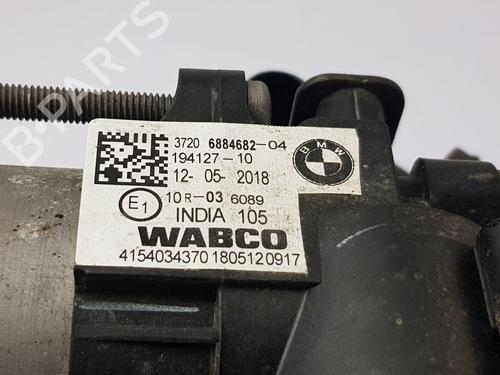 B-PARTS
3720 6884682-04
194127-10
12- 05- 2018
BMW
E1
10R-03 6089
INDIA 105
WABCO
4154034370 1805120917